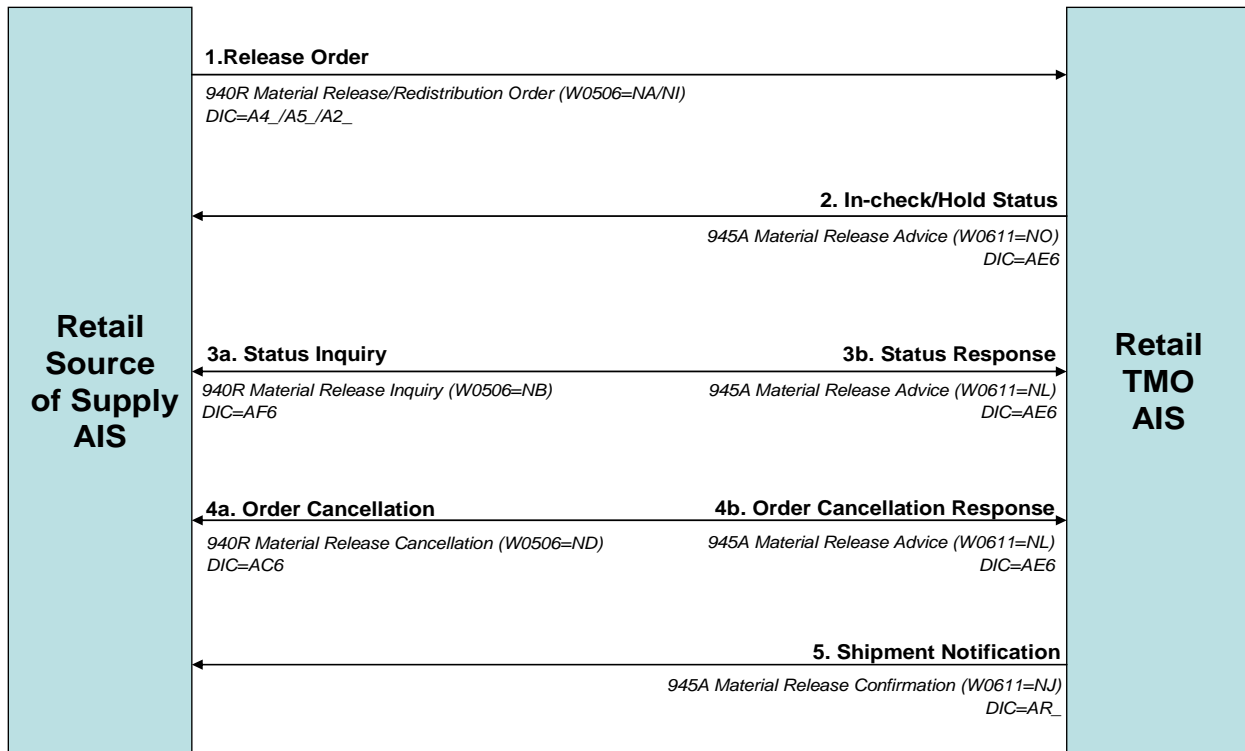 1.Release Order
940R Material Release/Redistribution Order (W0506=NA/NI)
DIC=A4_/A5_/A2_
2. In-check/Hold Status
945A Material Release Advice (W0611=NO)
DIC=AE6
Retail
Source
of Supply
AIS
3a. Status Inquiry
940R Material Release Inquiry (W0506=NB)
DIC=AF6
3b. Status Response
945A Material Release Advice (W0611=NL)
DIC=AE6
Retail
TMO
AIS
4a. Order Cancellation
940R Material Release Cancellation (W0506=ND)
DIC=AC6
4b. Order Cancellation Response
945A Material Release Advice (W0611=NL)
DIC=AE6
5. Shipment Notification
945A Material Release Confirmation (W0611=NJ)
DIC=AR_